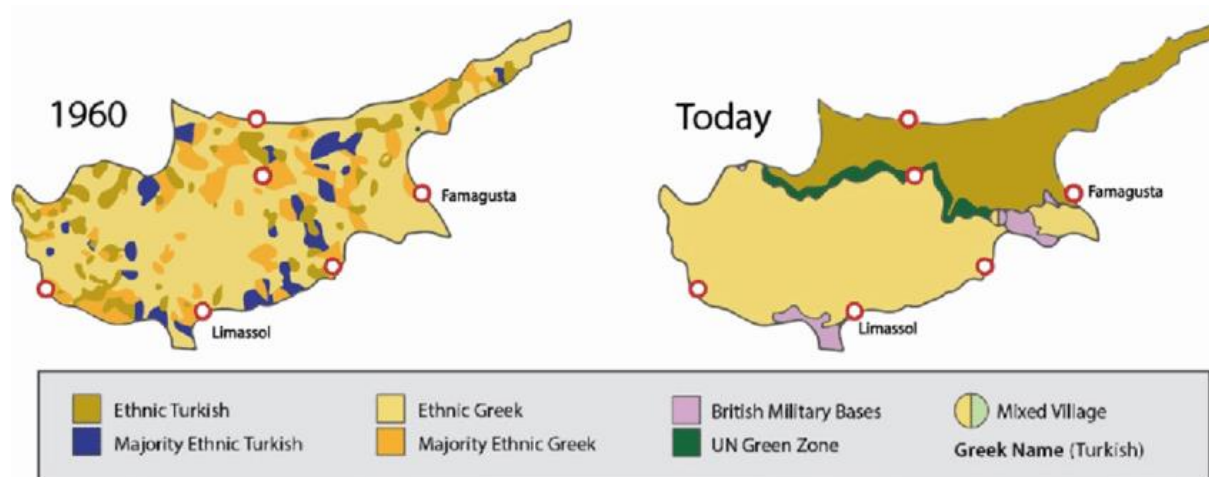 1960
Today
Famagusta
Famagusta
Limassol
Limassol
Ethnic Turkish
Ethnic Greek
British Military Bases
Mixed Village
Majority Ethnic Turkish
Majority Ethnic Greek
UN Green Zone
Greek Name (Turkish)